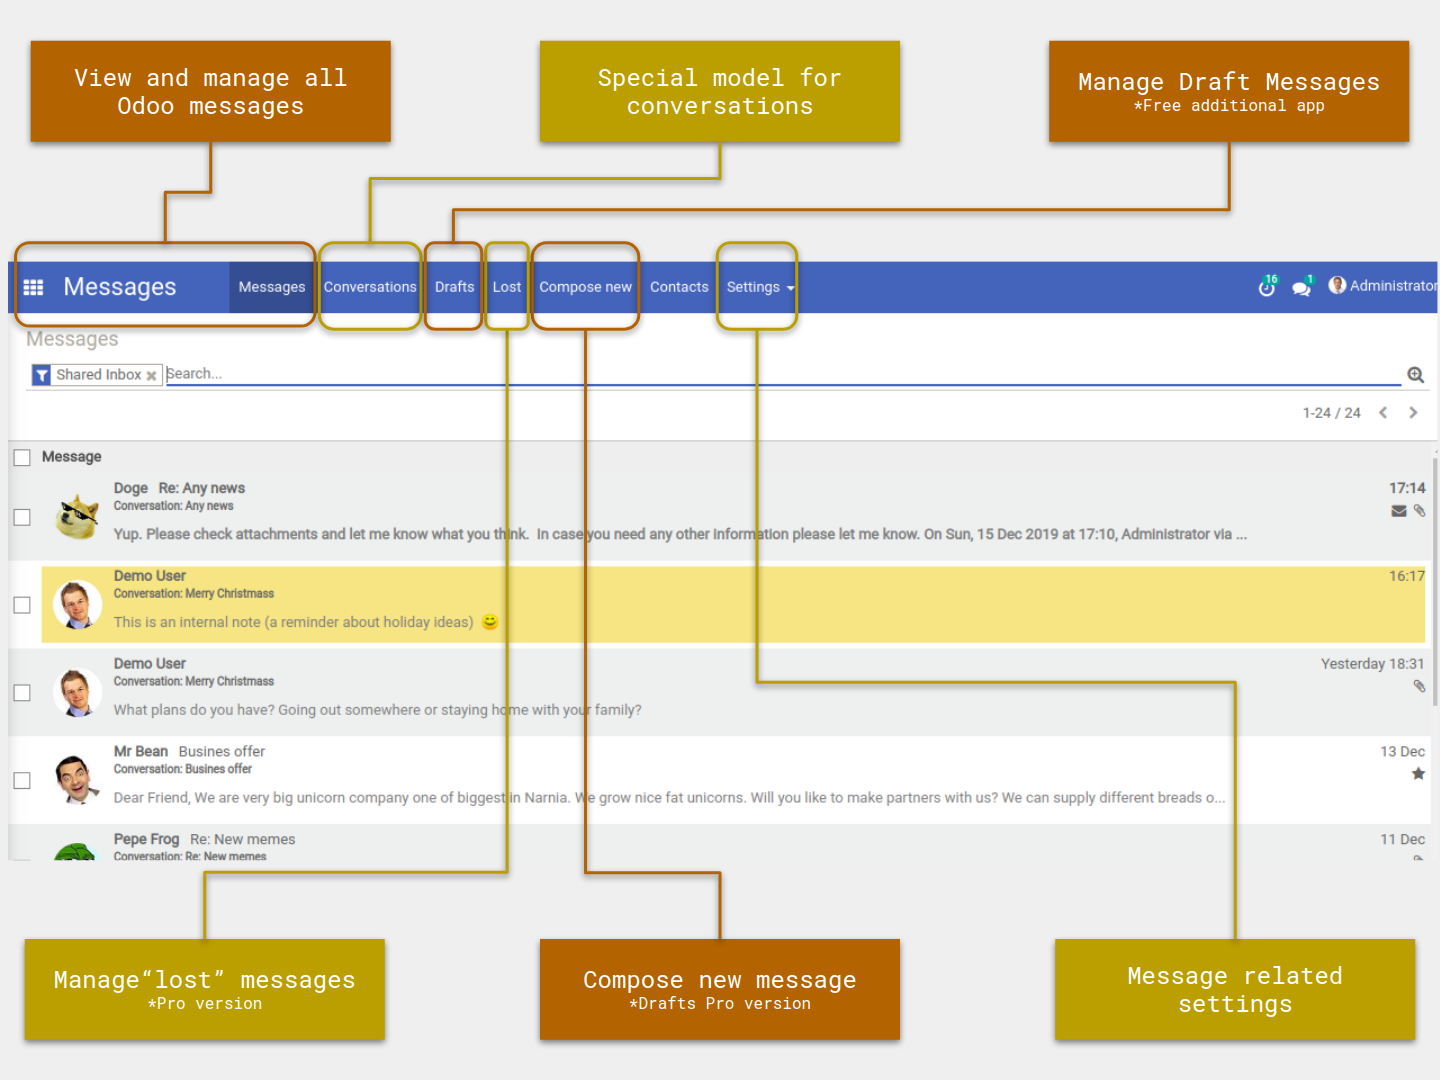 View and manage all
Odoo messages
Special model for
conversations
Manage Draft Messages
*Free additional app
Messages
Messages
Conversations
Drafts
Lost
Compose new
Contacts
Settings
16
1
Administrator
Messages
Shared Inbox
Search...
1-24 / 24
Message
Doge Re: Any news
17:14
Conversation: Any news
Yup. Please check attachments and let me know what you think. In case you need any other information please let me know. On Sun, 15 Dec 2019 at 17:10, Administrator via ...
Demo User
16:17
Conversation: Merry Christmass
This is an internal note (a reminder about holiday ideas) 😊
Demo User
Yesterday 18:31
Conversation: Merry Christmass
What plans do you have? Going out somewhere or staying home with your family?
Mr Bean Busines offer
13 Dec
Conversation: Busines offer
Dear Friend, We are very big unicorn company one of biggest in Narnia. We grow nice fat unicorns. Will you like to make partners with us? We can supply different breads o...
Pepe Frog Re: New memes
11 Dec
Conversation: Re: New memes
Manage“lost” messages
*Pro version
Compose new message
*Drafts Pro version
Message related
settings